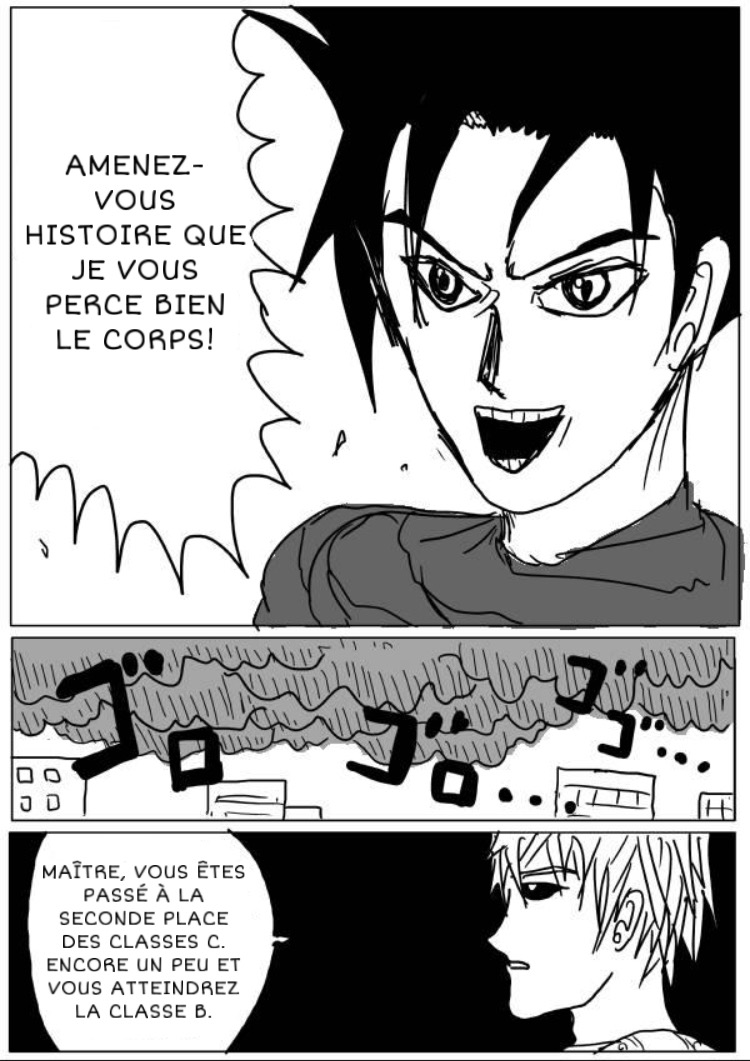 AMENEZ-
VOUS
HISTOIRE QUE
JE VOUS
PERCE BIEN
LE CORPS!
ゴロ
ゴロ...
ゴゴ...
MAÎTRE, VOUS ÊTES
PASSÉ À LA
SECONDE PLACE
DES CLASSES C.
ENCORE UN PEU ET
VOUS ATTEINDREZ
LA CLASSE B.